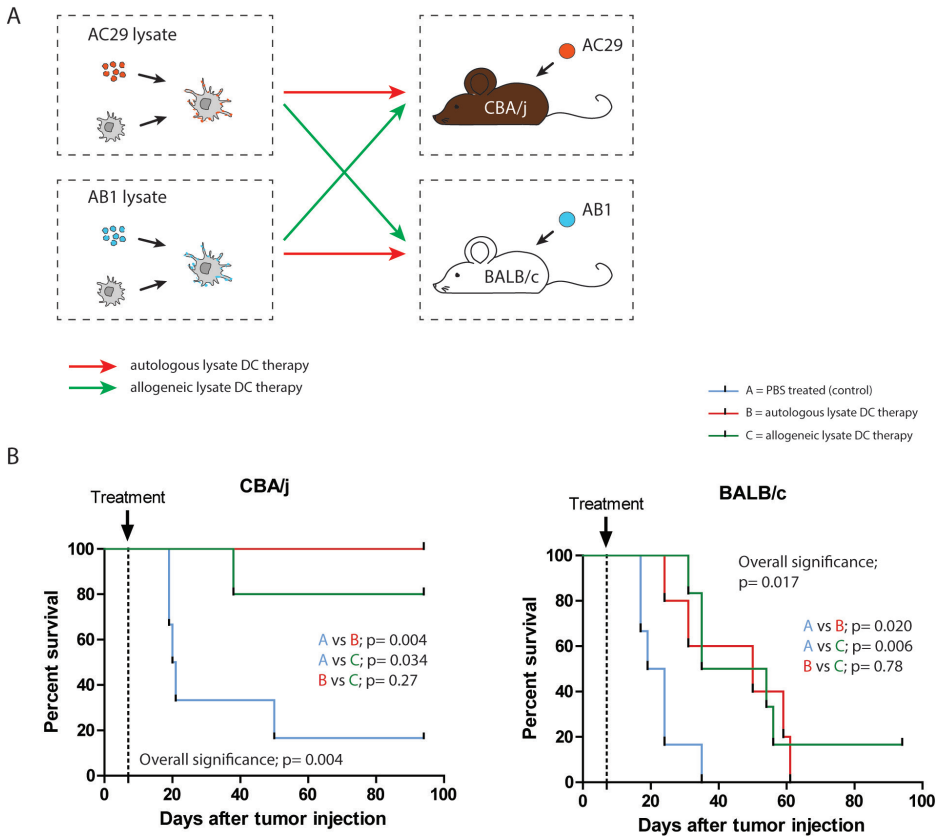 A
AC29 lysate
AC29
CBA/j
AB1 lysate
AB1
BALB/c
autologous lysate DC therapy
allogeneic lysate DC therapy
A = PBS treated (control)
B = autologous lysate DC therapy
C = allogeneic lysate DC therapy
B
CBA/j
Treatment
100
80
60
40
20
0
Percent survival
A vs B; p= 0.004
A vs C; p= 0.034
B vs C; p= 0.27
Overall significance; p= 0.004
0 20 40 60 80 100
Days after tumor injection
BALB/c
Treatment
100
80
60
40
20
0
Percent survival
Overall significance;
p= 0.017
A vs B; p= 0.020
A vs C; p= 0.006
B vs C; p= 0.78
0 20 40 60 80 100
Days after tumor injection